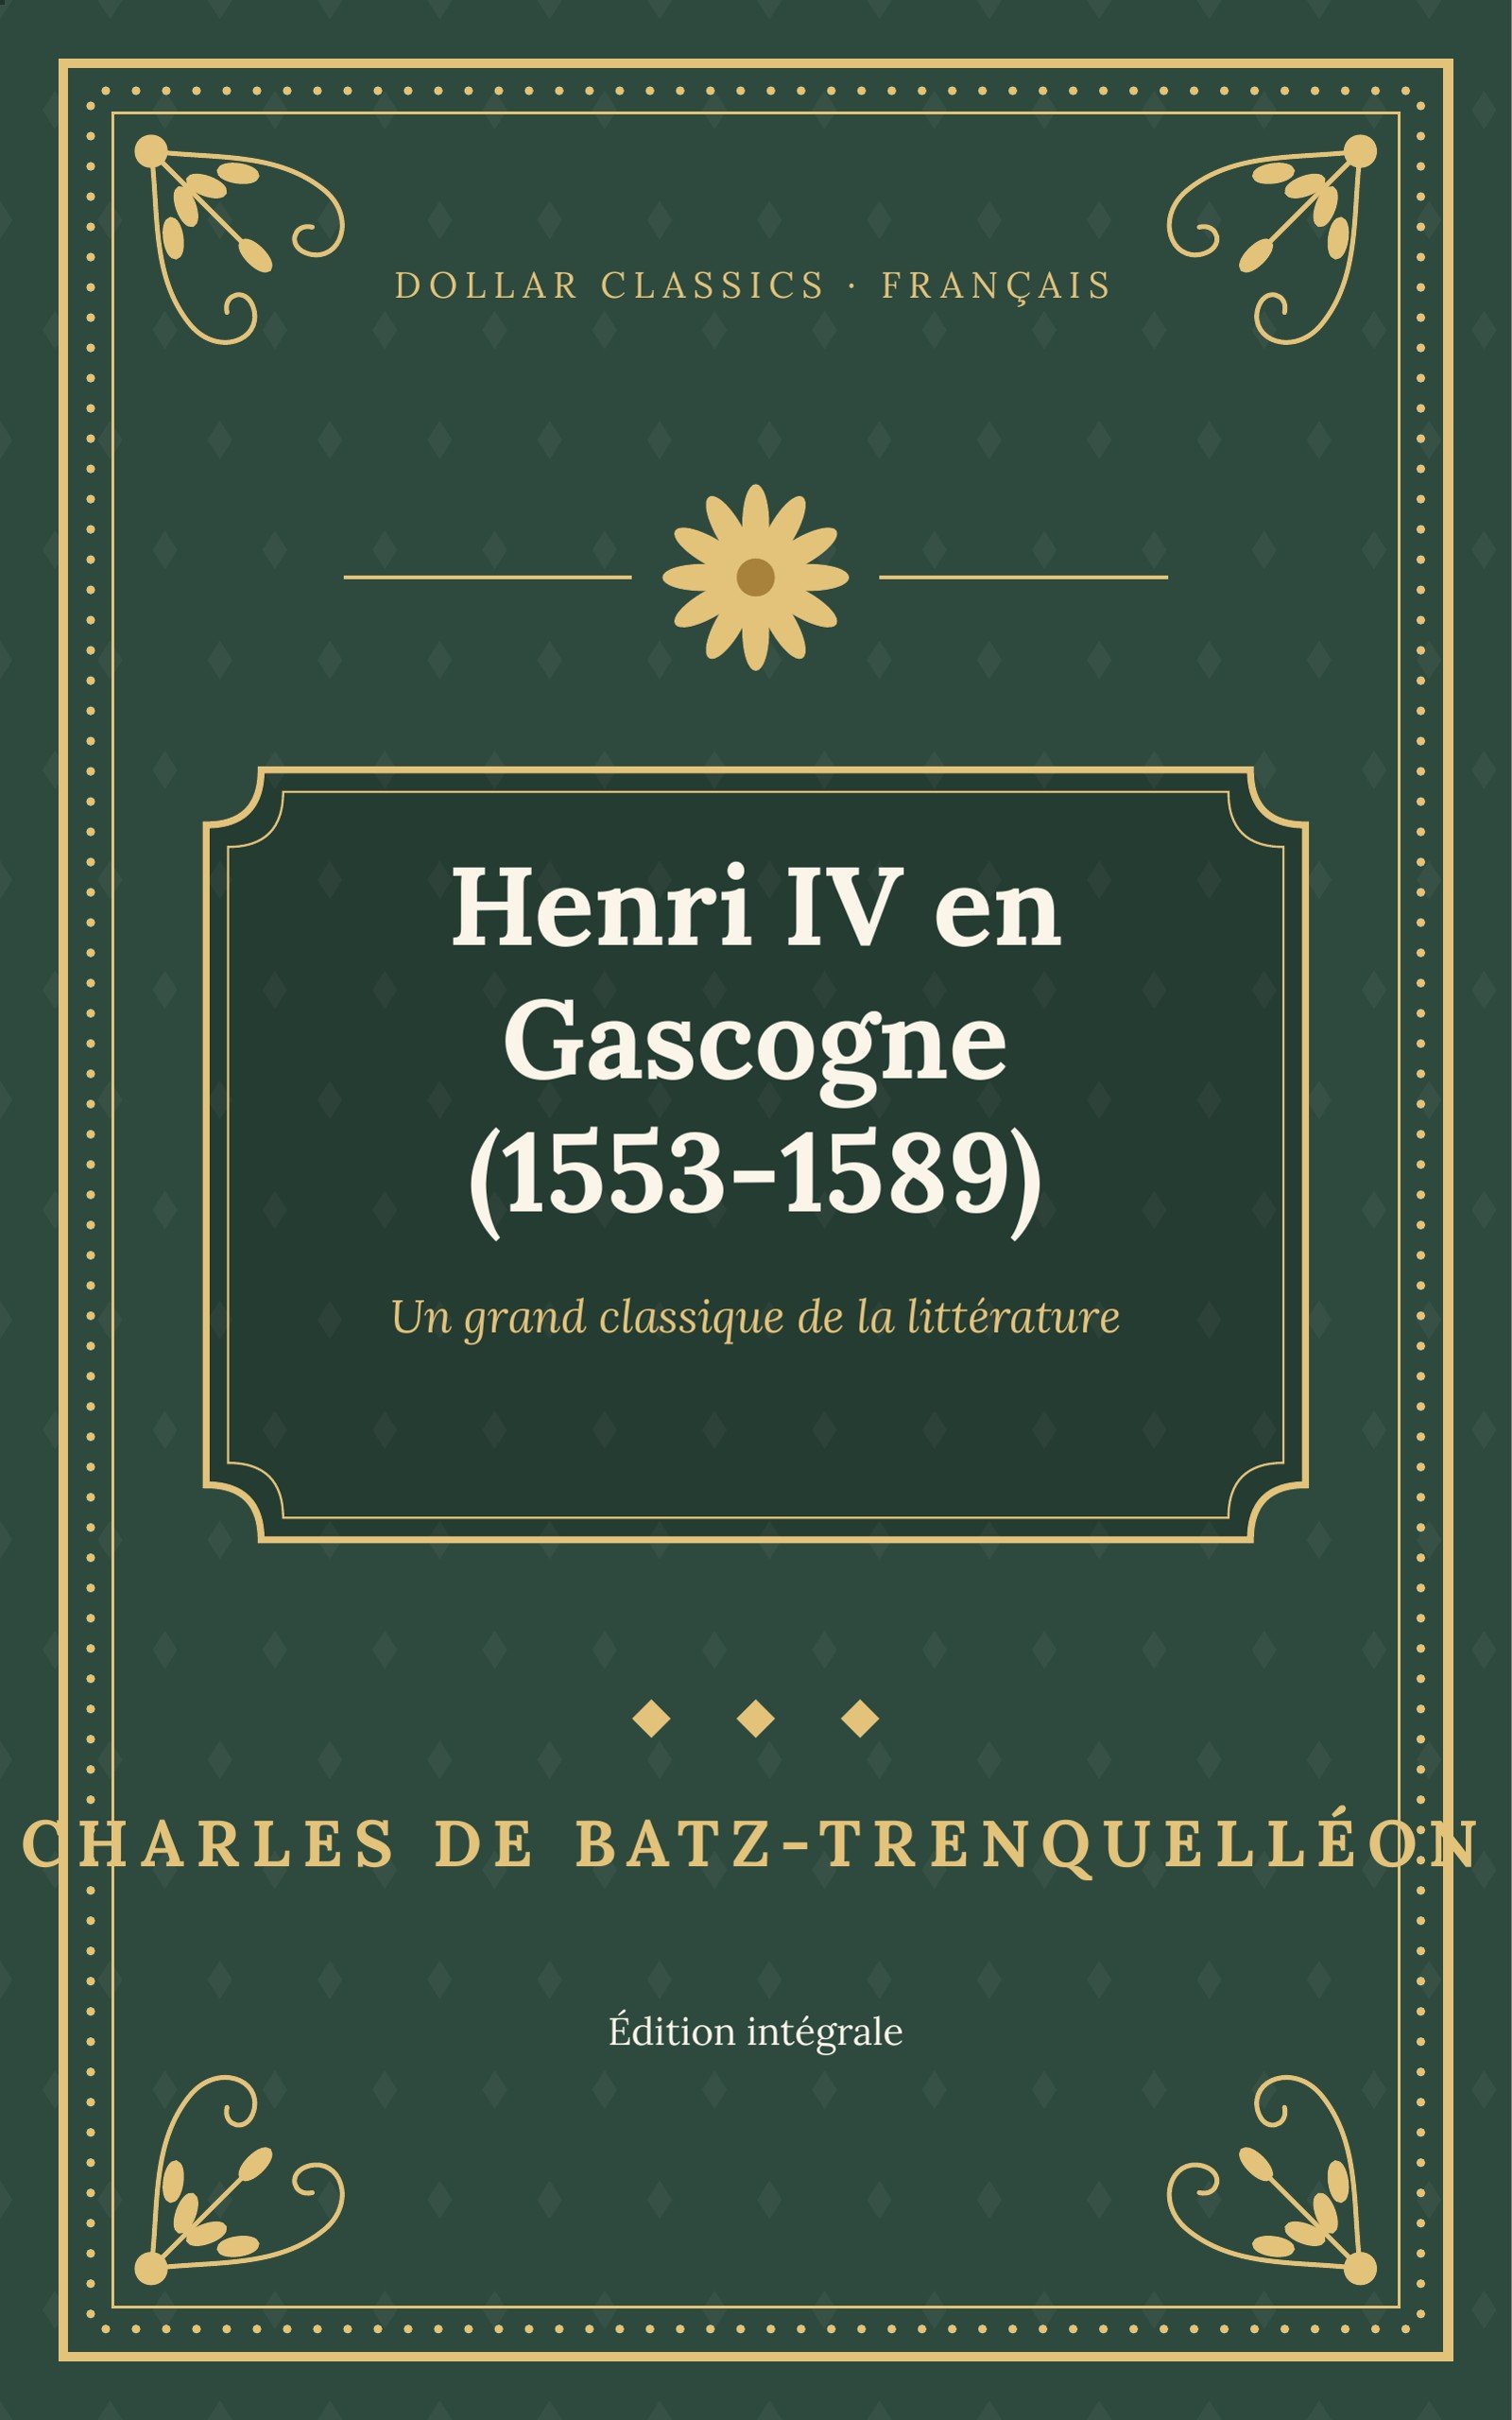 DOLLAR CLASSICS · FRANÇAIS
Henri IV en
Gascogne
(1553-1589)
Un grand classique de la littérature
CHARLES DE BATZ-TRENQUELLÉON
Édition intégrale